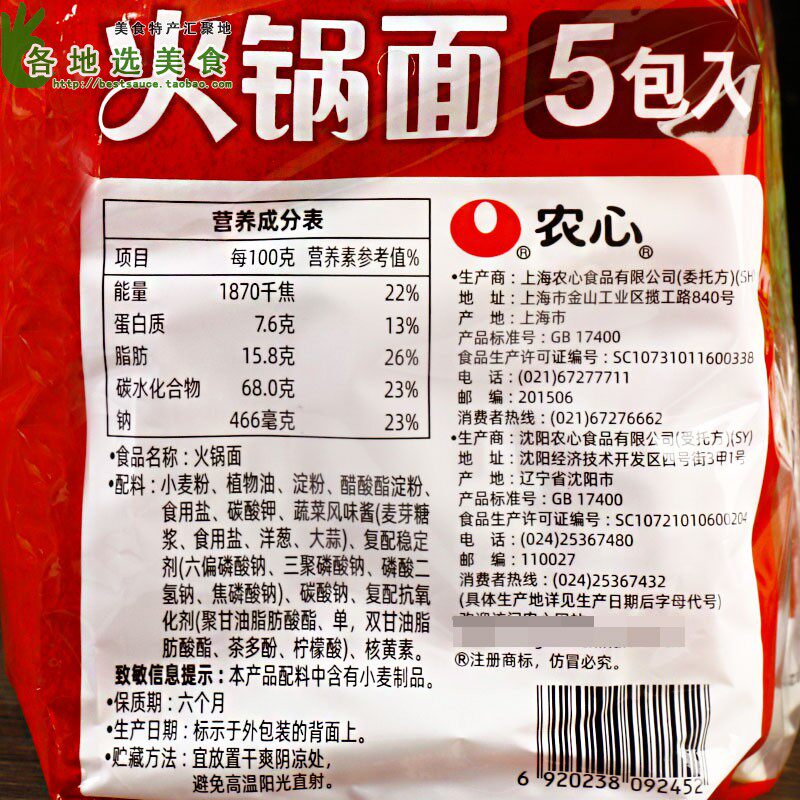 美食特产汇聚地
各地选美食
http://bestsauce.taobao.com
火锅面
5包入
营养成分表
项目 每100克 营养素参考值%
能量 1870千焦 22%
蛋白质 7.6克 13%
脂肪 15.8克 26%
碳水化合物 68.0克 23%
钠 466毫克 23%
•食品名称:火锅面
•配料:小麦粉、植物油、淀粉、醋酸酯淀粉、
食用盐、碳酸钾、蔬菜风味酱(麦芽糖
浆、食用盐、洋葱、大蒜)、复配稳定
剂(六偏磷酸钠、三聚磷酸钠、磷酸二
氢钠、焦磷酸钠)、碳酸钠、复配抗氧
化剂(聚甘油脂肪酸酯、单，双甘油脂
肪酸酯、茶多酚、柠檬酸)、核黄素。
致敏信息提示:本产品配料中含有小麦制品。
•保质期:六个月
•生产日期:标示于外包装的背面上。
•贮藏方法:宜放置干爽阴凉处，
避免高温阳光直射。
® 农心®
•生产商:上海农心食品有限公司(委托方)(SH
地 址:上海市金山工业区揽工路840号
产 地:上海市
产品标准号:GB 17400
食品生产许可证编号:SC10731011600338
电 话:(021)67277711
邮 编:201506
消费者热线:(021)67276662
•生产商:沈阳农心食品有限公司(受托方)(SY)
地 址:沈阳经济技术开发区四号街3甲1号
产 地:辽宁省沈阳市
产品标准号:GB 17400
食品生产许可证编号:SC10721010600204
电 话:(024)25367480
邮 编:110027
消费者热线:(024)25367432
(具体生产地详见生产日期后字母代号)
®注册商标，仿冒必究。
6 920238 092452